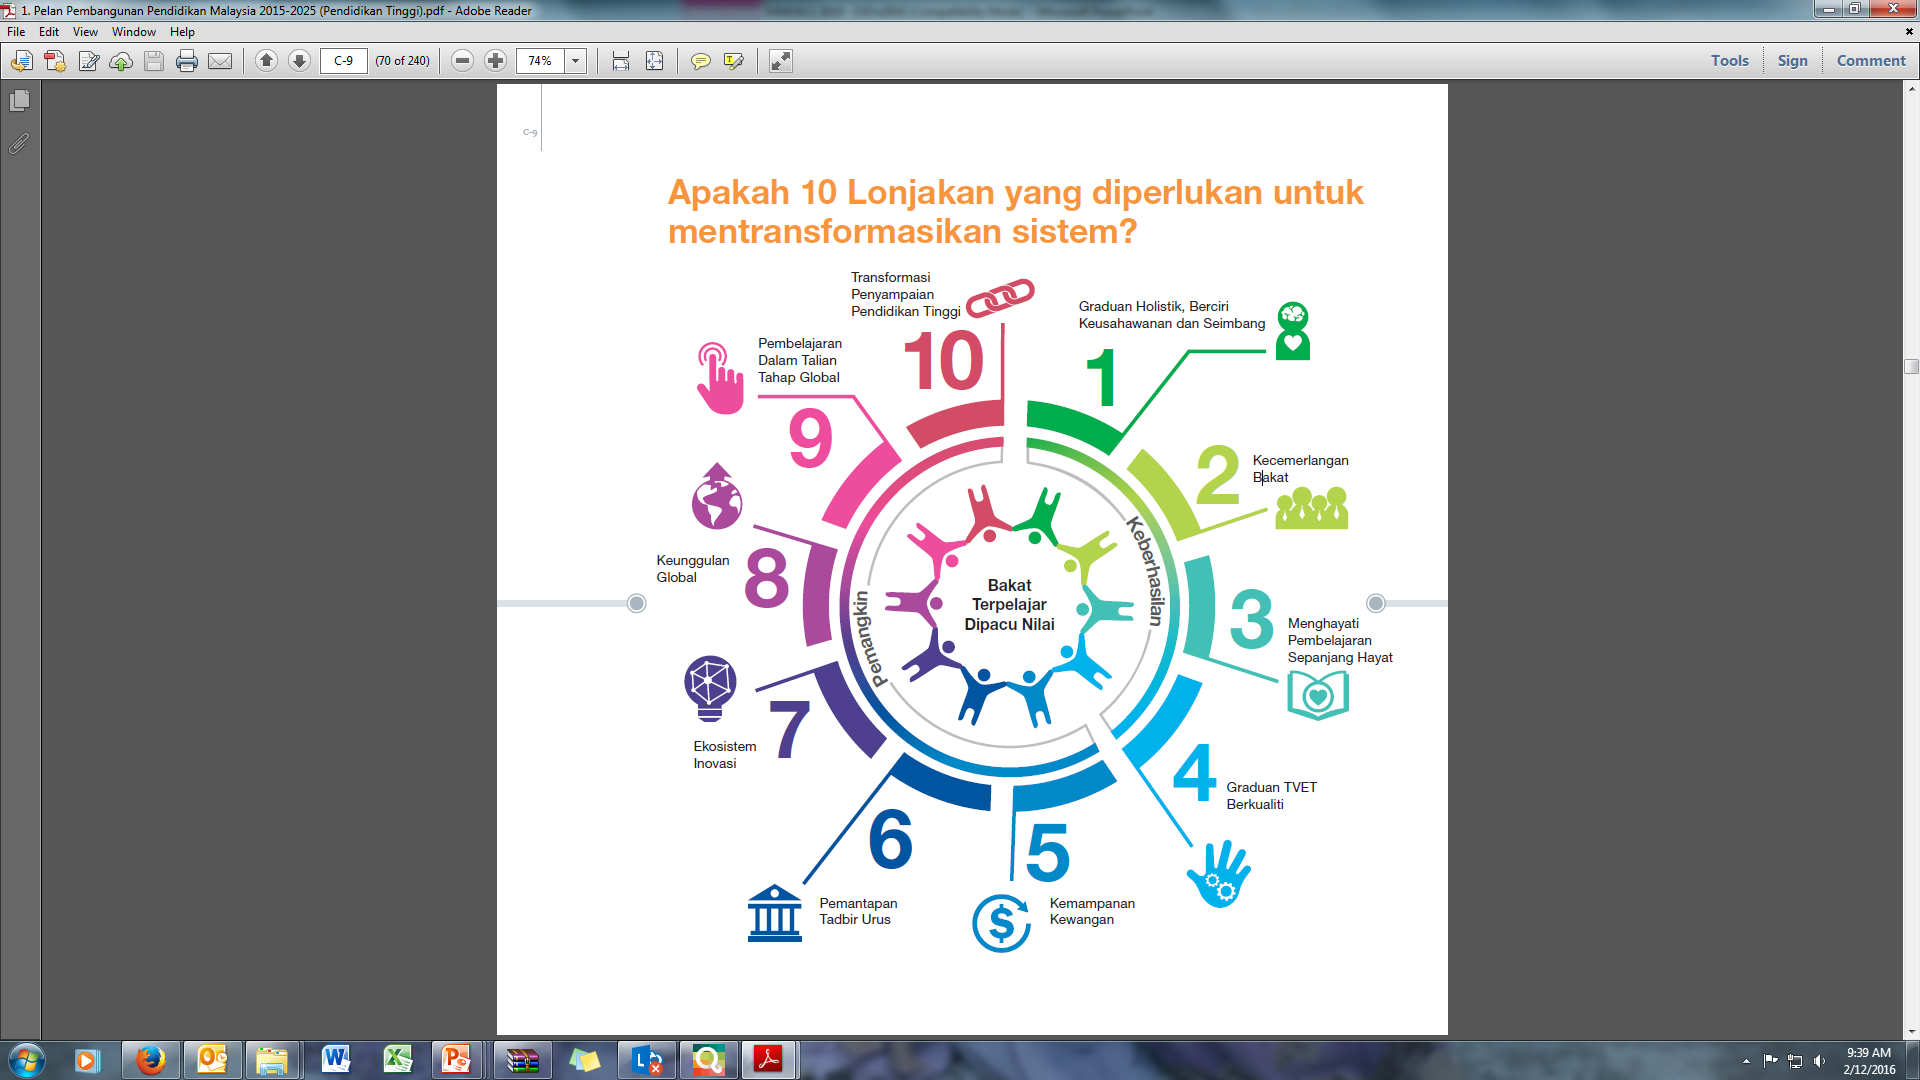 1. Pelan Pembangunan Pendidikan Malaysia 2015-2025 (Pendidikan Tinggi).pdf - Adobe Reader
File Edit View Window Help
C-9 (70 of 240) 74% Tools Sign Comment
C-9
Apakah 10 Lonjakan yang diperlukan untuk
mentransformasikan sistem?
Transformasi
Penyampaian
Pendidikan Tinggi
10
Graduan Holistik, Berciri
Keusahawanan dan Seimbang
1
Kecemerlangan
Bakat
2
Menghayati
Pembelajaran
Sepanjang Hayat
3
Graduan TVET
Berkualiti
4
Kemampanan
Kewangan
5
Pemantapan
Tadbir Urus
6
Ekosistem
Inovasi
7
Keunggulan
Global
8
Pembelajaran
Dalam Talian
Tahap Global
9
Keberhasilan
Pemangkin
Bakat
Terpelajar
Dipacu Nilai
$
9:39 AM
2/12/2016